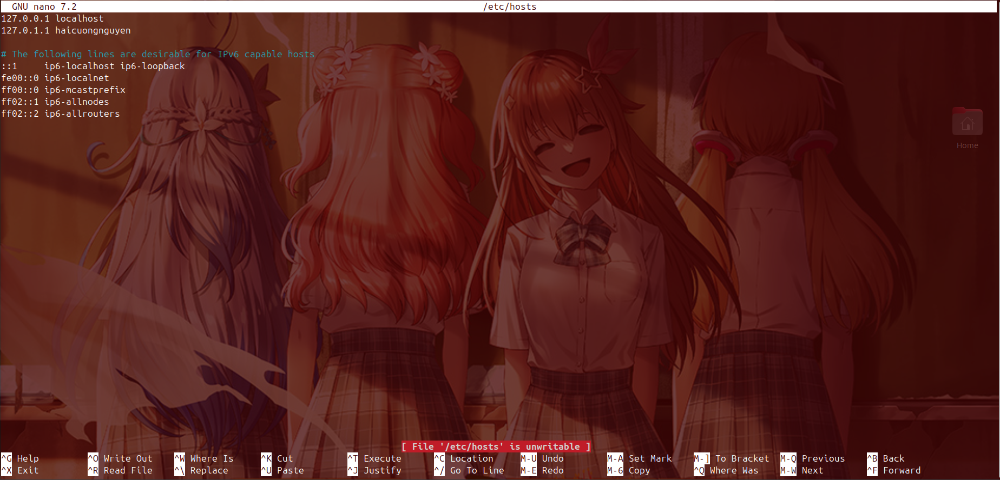 GNU nano 7.2 /etc/hosts
127.0.0.1 localhost
127.0.1.1 haicuongnguyen
# The following lines are desirable for IPv6 capable hosts
::1     ip6-localhost ip6-loopback
fe00::0 ip6-localnet
ff00::0 ip6-mcastprefix
ff02::1 ip6-allnodes
ff02::2 ip6-allrouters
Home
[ File '/etc/hosts' is unwritable ]
^G Help ^O Write Out ^W Where Is ^K Cut ^T Execute ^C Location M-U Undo M-A Set Mark M-] To Bracket M-Q Previous ^B Back
^X Exit ^R Read File ^\ Replace ^U Paste ^J Justify ^/ Go To Line M-E Redo M-6 Copy ^Q Where Was M-W Next ^F Forward